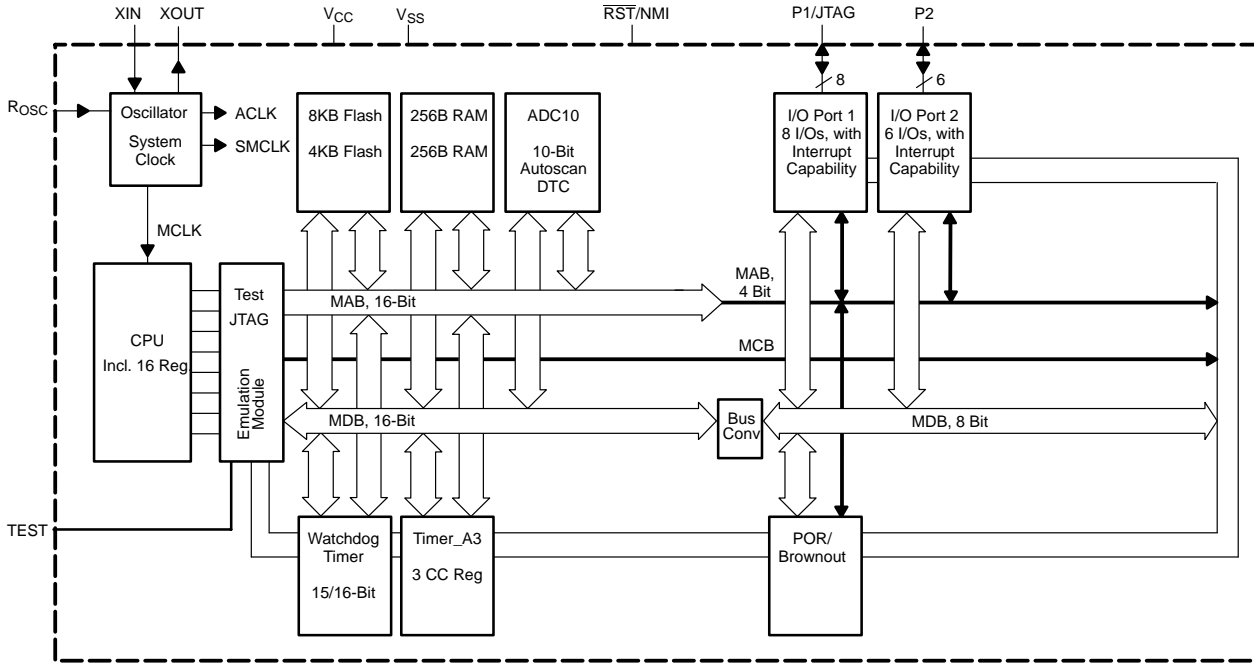 XIN XOUT VCC VSS RST/NMI P1/JTAG P2
8 6
ROSC
Oscillator
System
Clock
ACLK
SMCLK
8KB Flash
4KB Flash
256B RAM
256B RAM
ADC10
10-Bit
Autoscan
DTC
I/O Port 1
8 I/Os, with
Interrupt
Capability
I/O Port 2
6 I/Os, with
Interrupt
Capability
MCLK
CPU
Incl. 16 Reg.
Test
JTAG
Emulation
Module
MAB, 16-Bit
MAB,
4 Bit
MCB
MDB, 16-Bit
Bus
Conv
MDB, 8 Bit
TEST
Watchdog
Timer
15/16-Bit
Timer_A3
3 CC Reg
POR/
Brownout